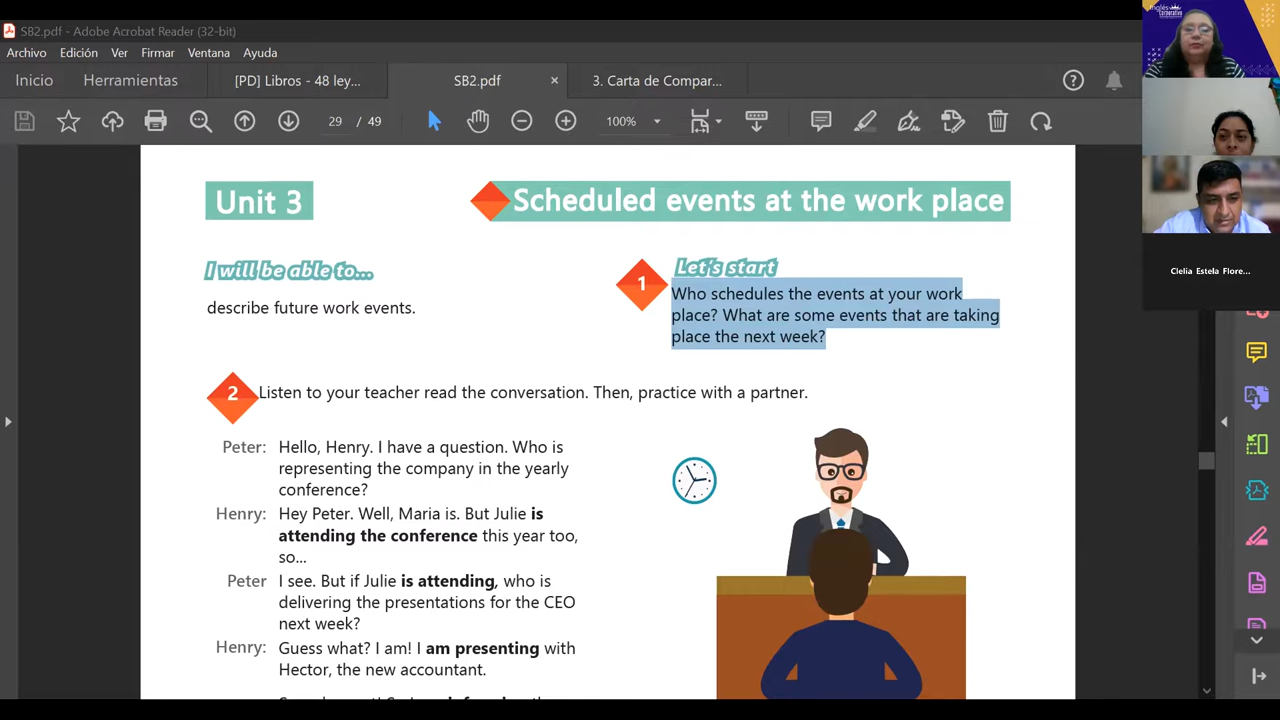 SB2.pdf - Adobe Acrobat Reader (32-bit)
Archivo Edición Ver Firmar Ventana Ayuda
Inicio Herramientas [PD] Libros - 48 ley... SB2.pdf × 3. Carta de Compar...
29 / 49 100%
Inglés
Corporativo
Clelia Estela Flore...
Unit 3
Scheduled events at the work place
I will be able to...
describe future work events.
1
Let's start
Who schedules the events at your work
place? What are some events that are taking
place the next week?
2 Listen to your teacher read the conversation. Then, practice with a partner.
Peter: Hello, Henry. I have a question. Who is
representing the company in the yearly
conference?
Henry: Hey Peter. Well, Maria is. But Julie is
attending the conference this year too,
so...
Peter I see. But if Julie is attending, who is
delivering the presentations for the CEO
next week?
Henry: Guess what? I am! I am presenting with
Hector, the new accountant.